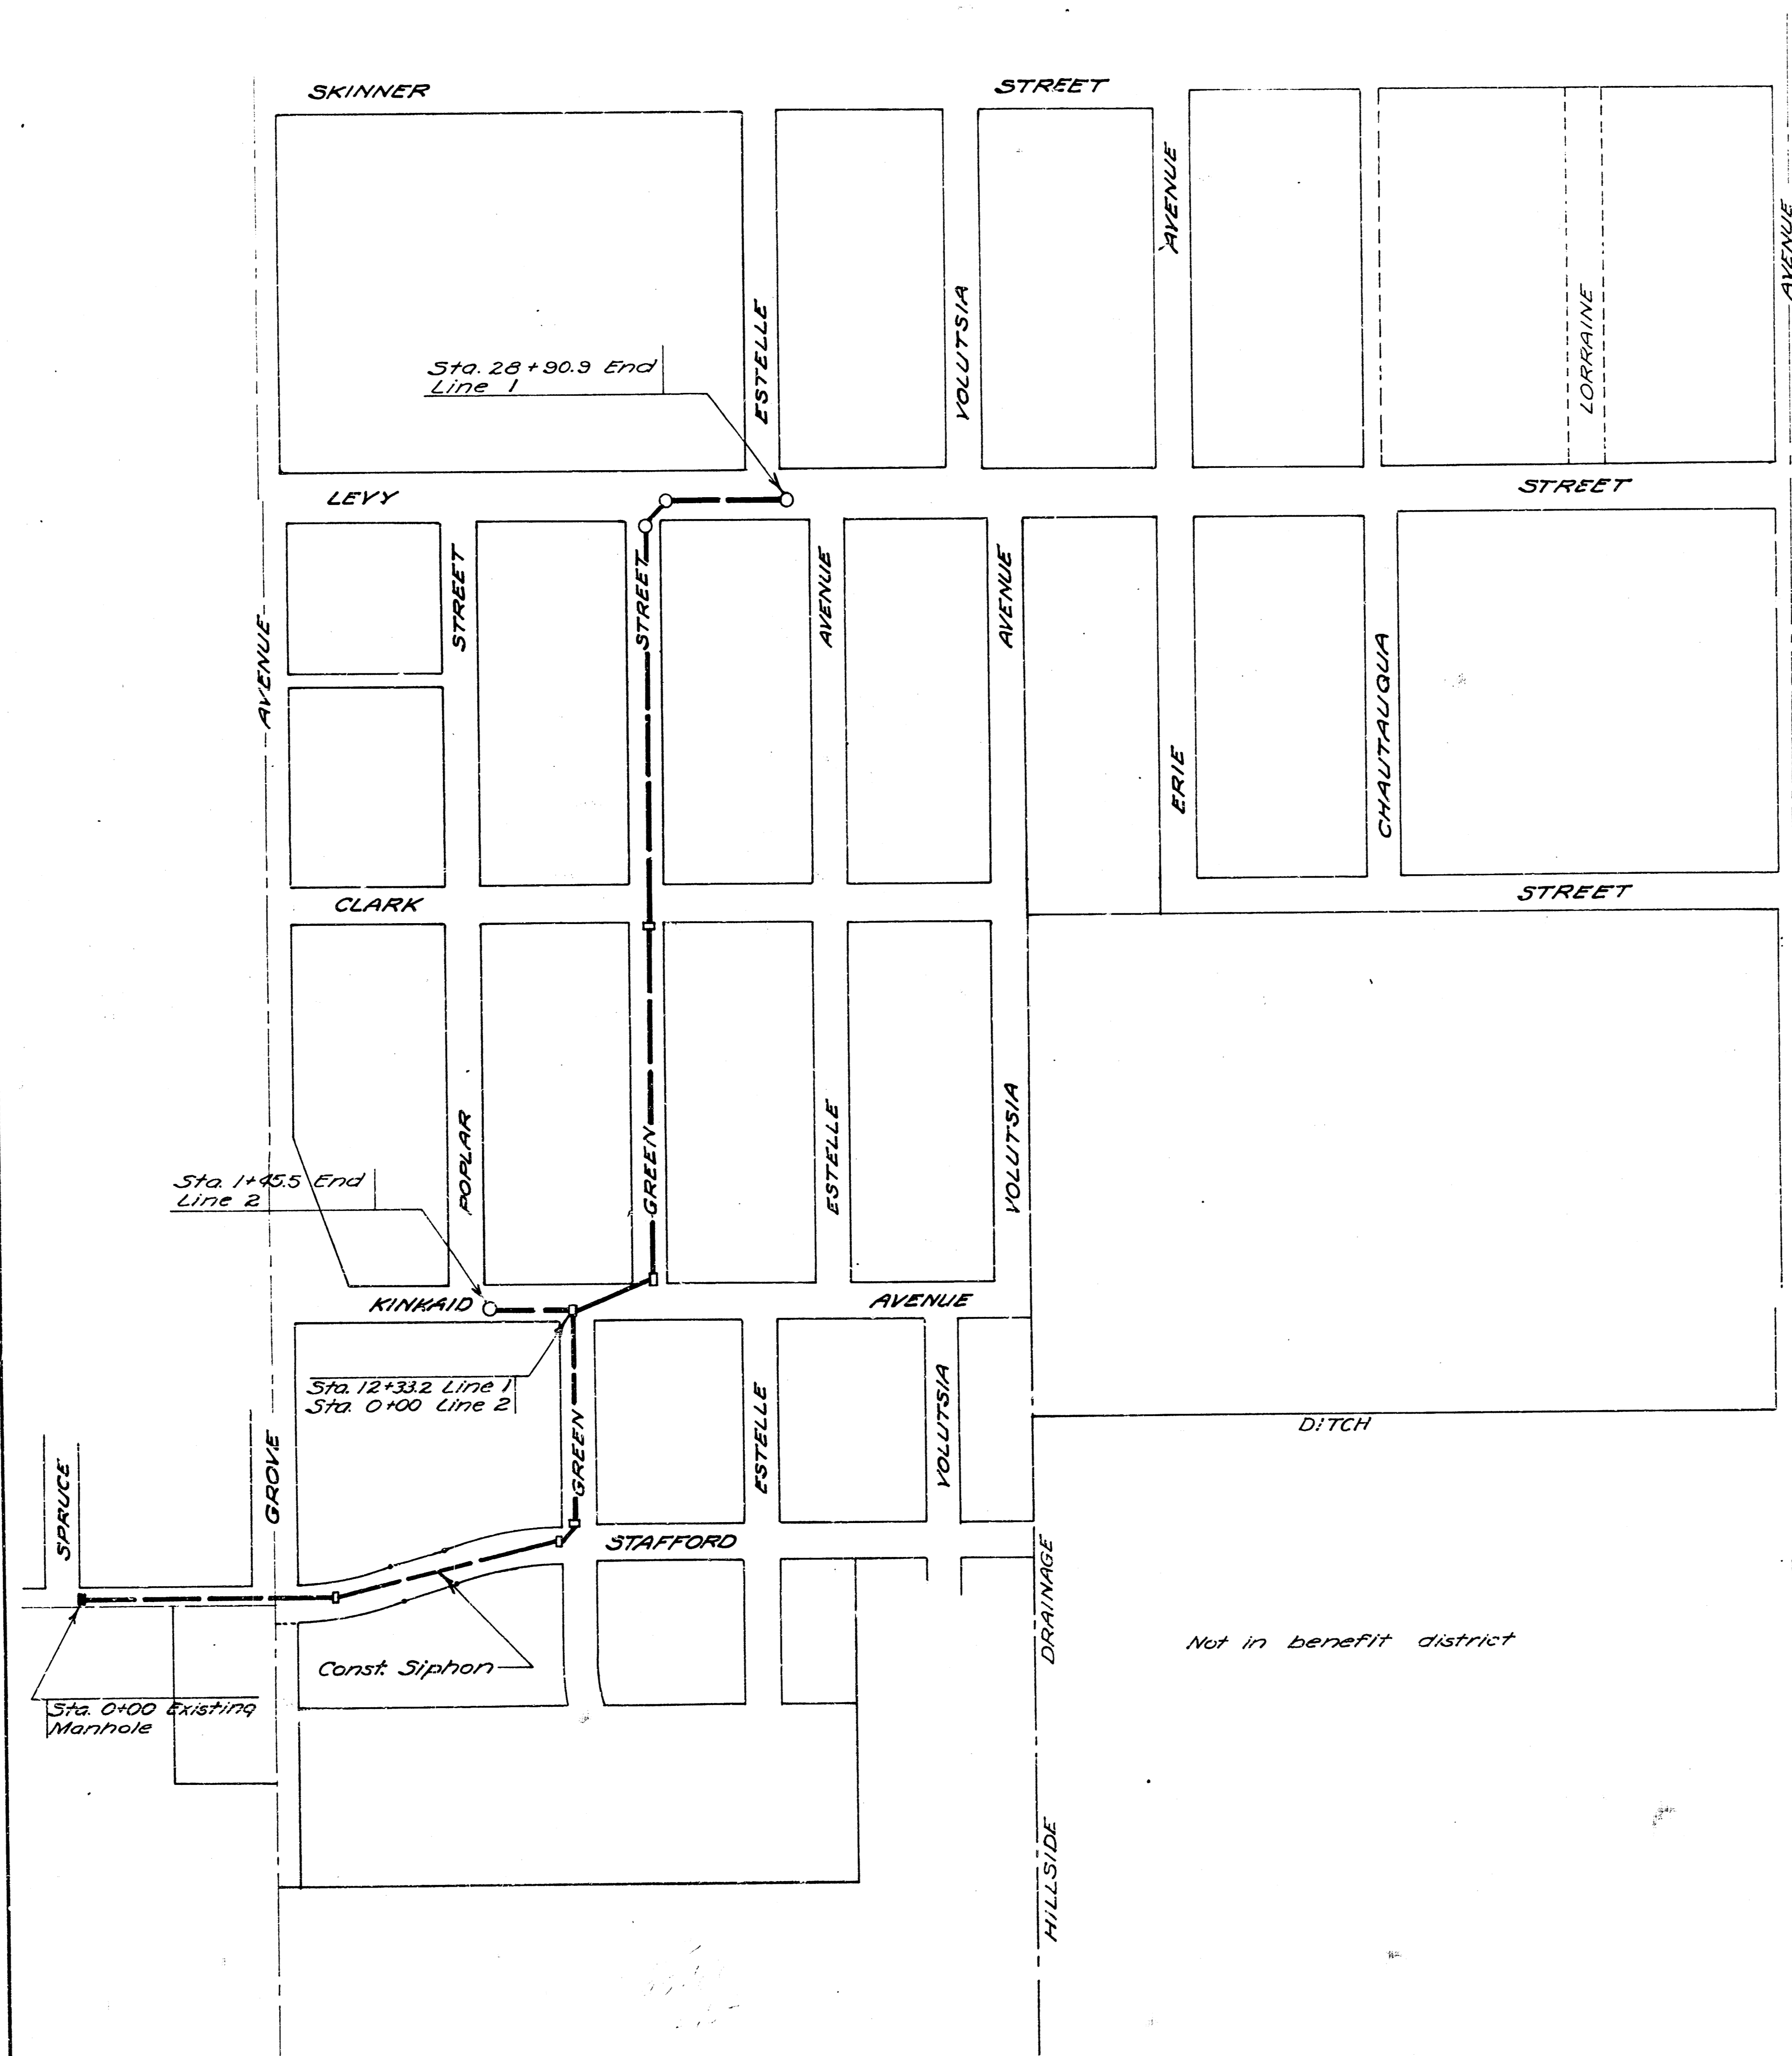 SKINNER
STREET
AVENUE
AVENUE
ESTELLE
VOLUTSIA
LORRAINE
Sta. 28+90.9 End
Line 1
LEVY
STREET
STREET
STREET
AVENUE
AVENUE
AVENUE
CHAUTAUQUA
ERIE
CLARK
STREET
POPLAR
GREEN
ESTELLE
VOLUTSIA
Sta. 1+45.5 End
Line 2
KINKAID
AVENUE
Sta. 12+33.2 Line 1
Sta. 0+00 Line 2
DITCH
SPRUCE
GROVE
GREEN
ESTELLE
VOLUTSIA
STAFFORD
DRAINAGE
Not in benefit district
Const. Siphon
Sta. 0+00 Existing
Manhole
HILLSIDE